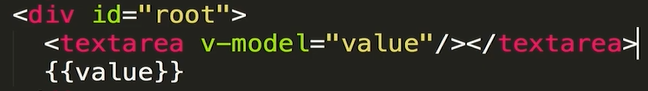 <div id="root">
<textarea v-model="value"/></textarea>
{{value}}